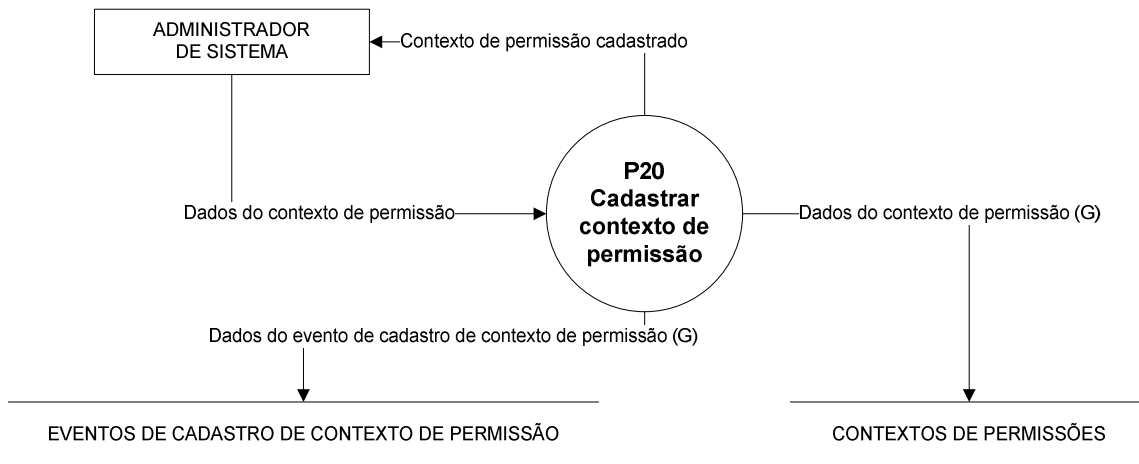 ADMINISTRADOR
DE SISTEMA
Contexto de permissão cadastrado
P20
Cadastrar
contexto de
permissão
Dados do contexto de permissão
Dados do contexto de permissão (G)
Dados do evento de cadastro de contexto de permissão (G)
EVENTOS DE CADASTRO DE CONTEXTO DE PERMISSÃO
CONTEXTOS DE PERMISSÕES